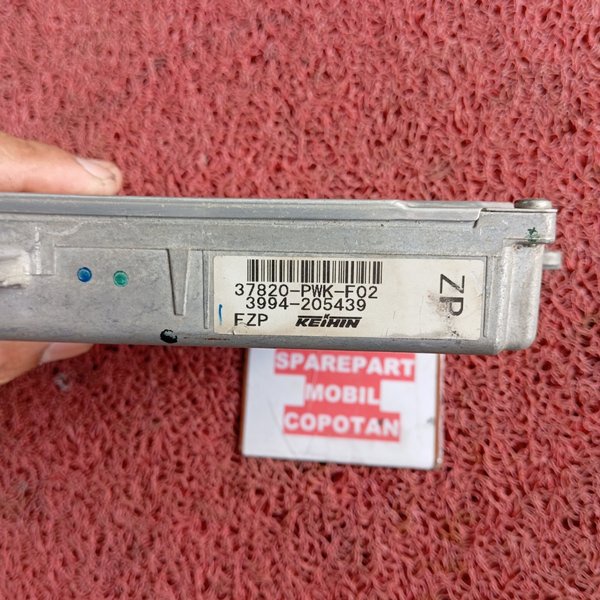 37820-PWK-F02
3994-205439
FZP KEIHIN
ZP
SPAREPART
MOBIL
COPOTAN